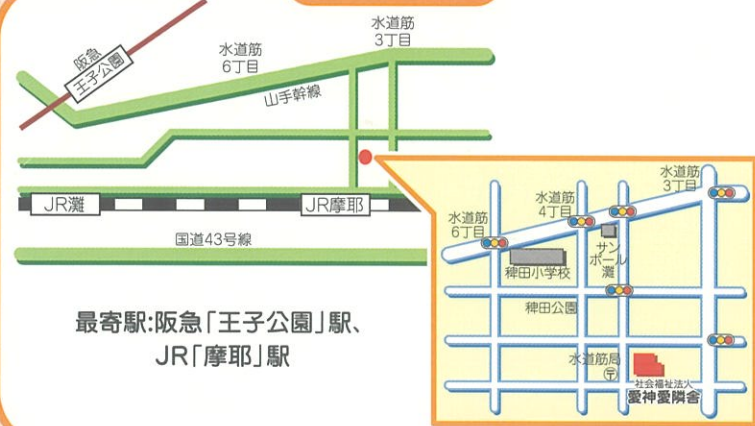 水道筋
3丁目
水道筋
6丁目
阪急
王子公園
山手幹線
JR灘
JR摩耶
国道43号線
最寄駅:阪急「王子公園」駅、
JR「摩耶」駅
水道筋
3丁目
水道筋
4丁目
水道筋
6丁目
サン
ポール
灘
稗田小学校
稗田公園
水道筋局
〒
社会福祉法人
愛神愛隣舎